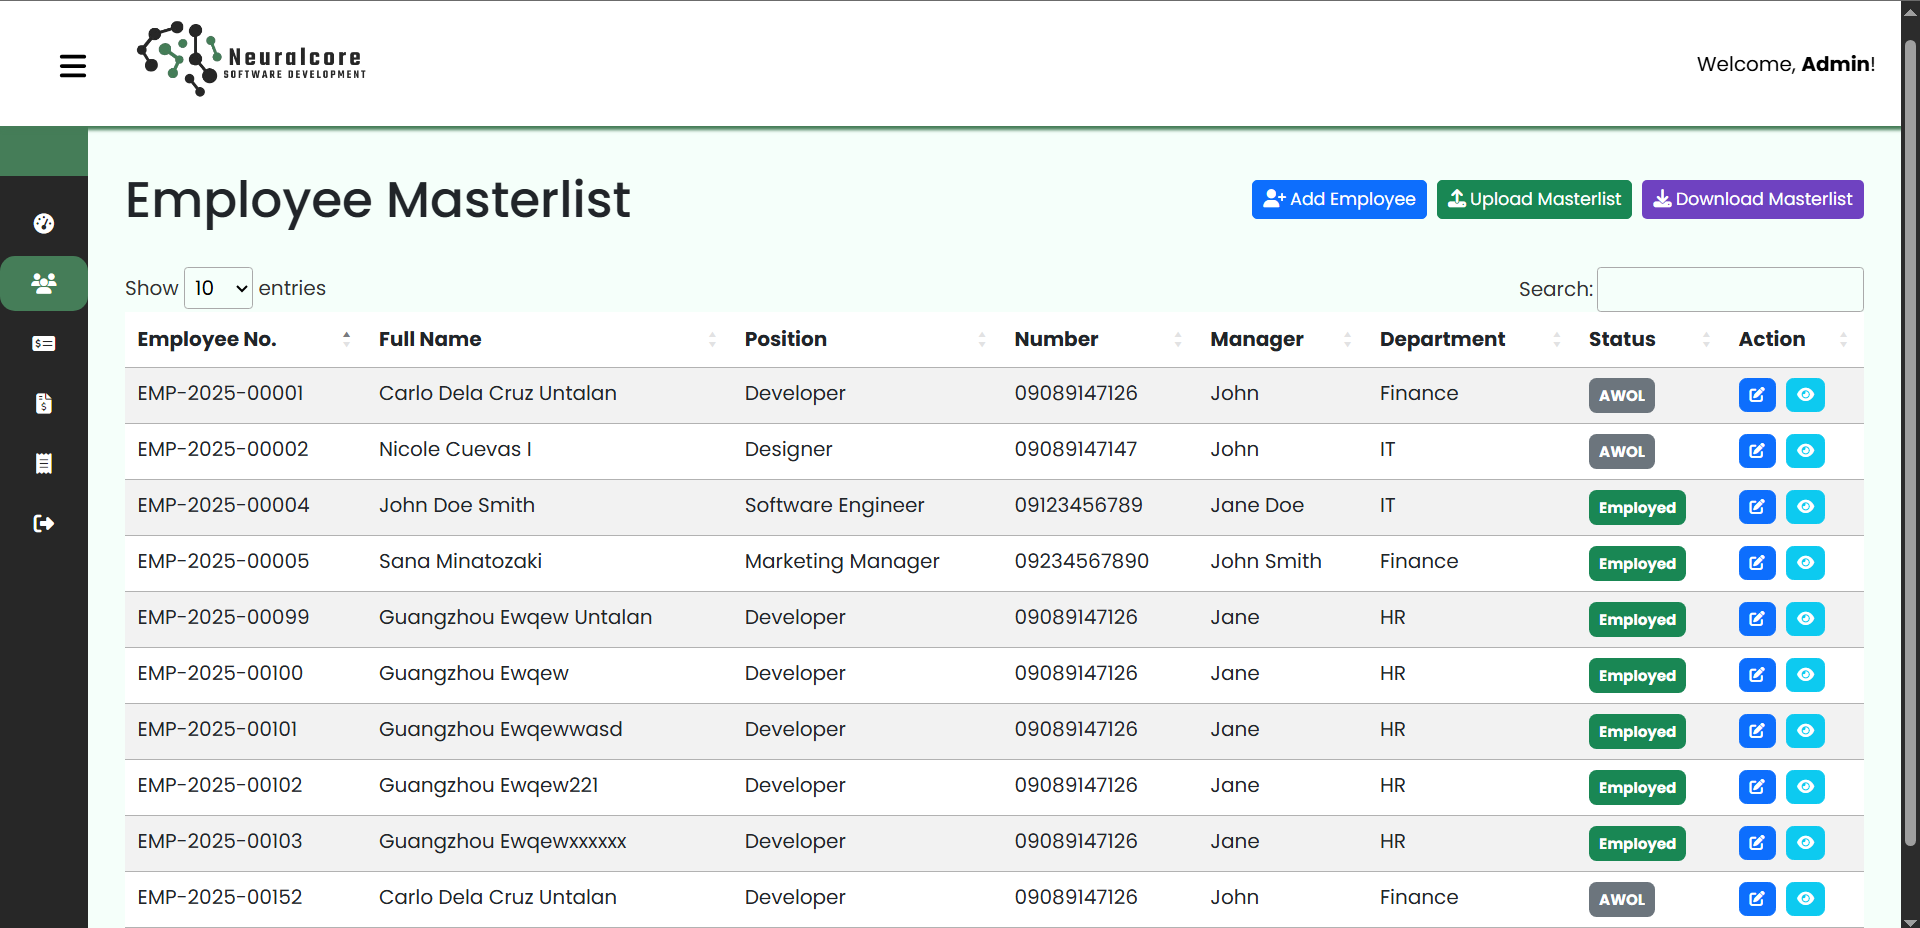 Neuralcore
SOFTWARE DEVELOPMENT
Welcome, Admin!
Employee Masterlist
Add Employee
Upload Masterlist
Download Masterlist
Show 10 entries
Search:
Employee No. Full Name Position Number Manager Department Status Action
EMP-2025-00001 Carlo Dela Cruz Untalan Developer 09089147126 John Finance AWOL
EMP-2025-00002 Nicole Cuevas I Designer 09089147147 John IT AWOL
EMP-2025-00004 John Doe Smith Software Engineer 09123456789 Jane Doe IT Employed
EMP-2025-00005 Sana Minatozaki Marketing Manager 09234567890 John Smith Finance Employed
EMP-2025-00099 Guangzhou Ewqew Untalan Developer 09089147126 Jane HR Employed
EMP-2025-00100 Guangzhou Ewqew Developer 09089147126 Jane HR Employed
EMP-2025-00101 Guangzhou Ewqewwasd Developer 09089147126 Jane HR Employed
EMP-2025-00102 Guangzhou Ewqew221 Developer 09089147126 Jane HR Employed
EMP-2025-00103 Guangzhou Ewqewxxxxxx Developer 09089147126 Jane HR Employed
EMP-2025-00152 Carlo Dela Cruz Untalan Developer 09089147126 John Finance AWOL